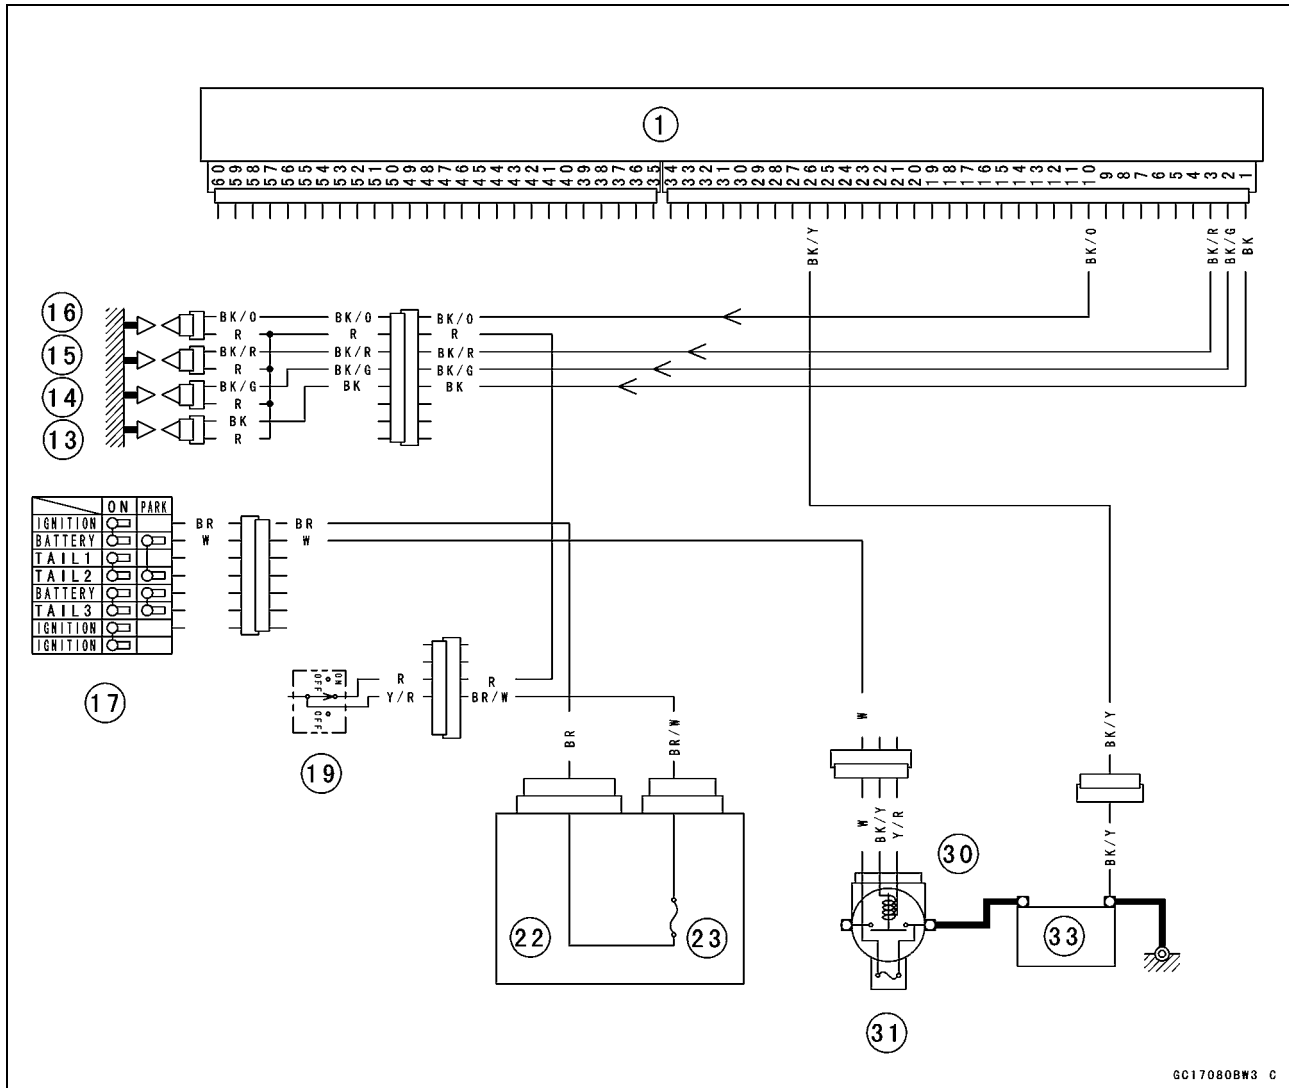 1
60 59 58 57 56 55 54 53 52 51 50 49 48 47 46 45 44 43 42 41 40 39 38 37 36 35 34 33 32 31 30 29 28 27 26 25 24 23 22 21 20 19 18 17 16 15 14 13 12 11 10 9 8 7 6 5 4 3 2 1
BK/Y BK/O BK/R BK/G BK
16 BK/O BK/O BK/O
R R R
15 BK/R BK/R BK/R
R BK/G BK/G
14 BK/G BK BK
R
BK
13 R
ON PARK
IGNITION BR BR
BATTERY W W
TAIL1
TAIL2
BATTERY
TAIL3
IGNITION
IGNITION
17
OFF ON R R
Y/R BR/W
OFF
19
BR BR/W W BK/Y
W BK/Y Y/R BK/Y
30
22 23 33
31
GC17080BW3 C